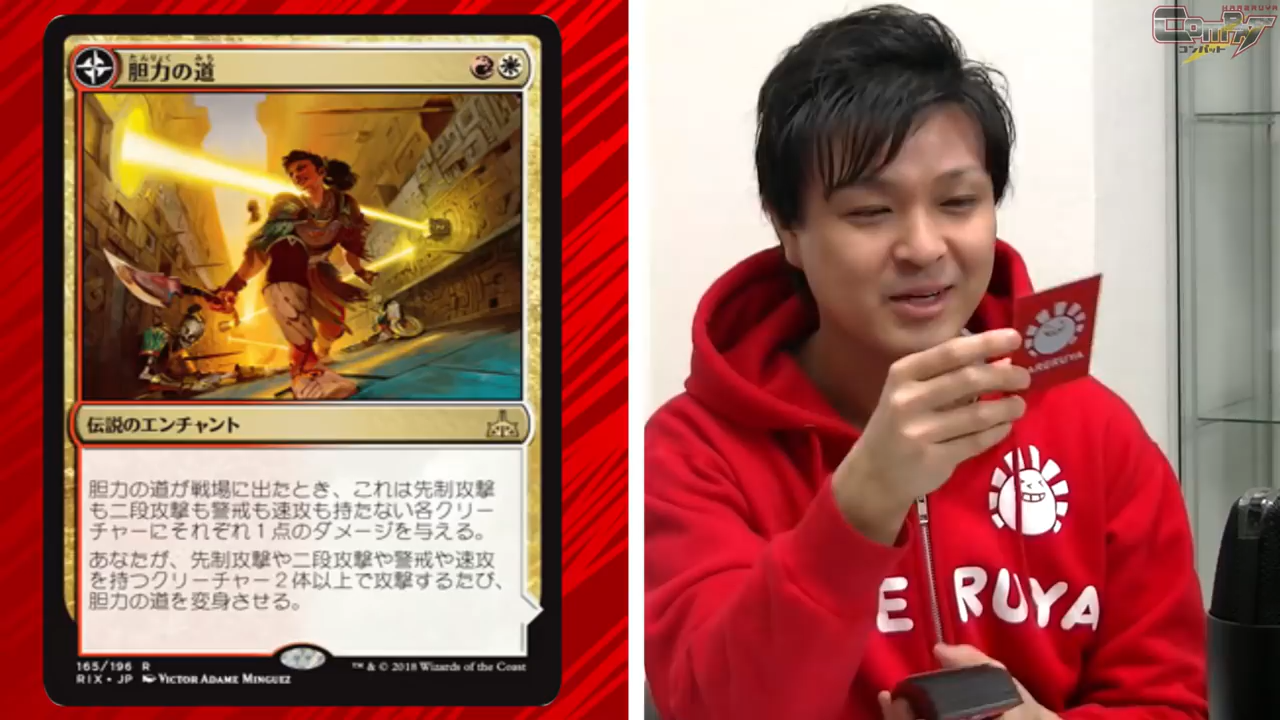 たんりょく みち
胆力の道
伝説のエンチャント
胆力の道が戦場に出たとき、これは先制攻撃
も二段攻撃も警戒も速攻も持たない各クリー
チャーにそれぞれ1点のダメージを与える。
あなたが、先制攻撃や二段攻撃や警戒や速攻
を持つクリーチャー2体以上で攻撃するたび、
胆力の道を変身させる。
165/196 R
RIX • JP VICTOR ADAME MINGUEZ
™ & © 2018 Wizards of the Coast
HARERUYA
ComBAT
コンバット
ARERUYA
E RUYA